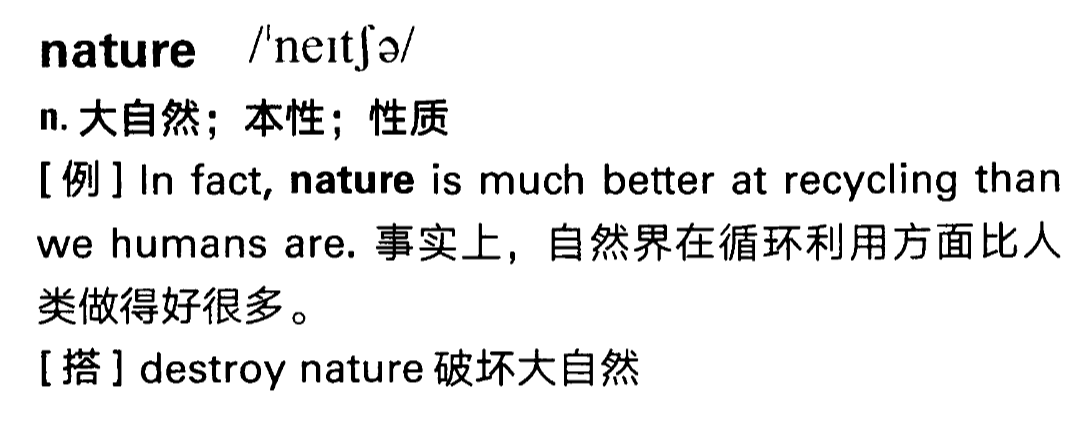 nature /ˈneɪtʃə/
n. 大自然；本性；性质
[ 例 ] In fact, nature is much better at recycling than
we humans are. 事实上，自然界在循环利用方面比人
类做得好很多。
[ 搭 ] destroy nature 破坏大自然